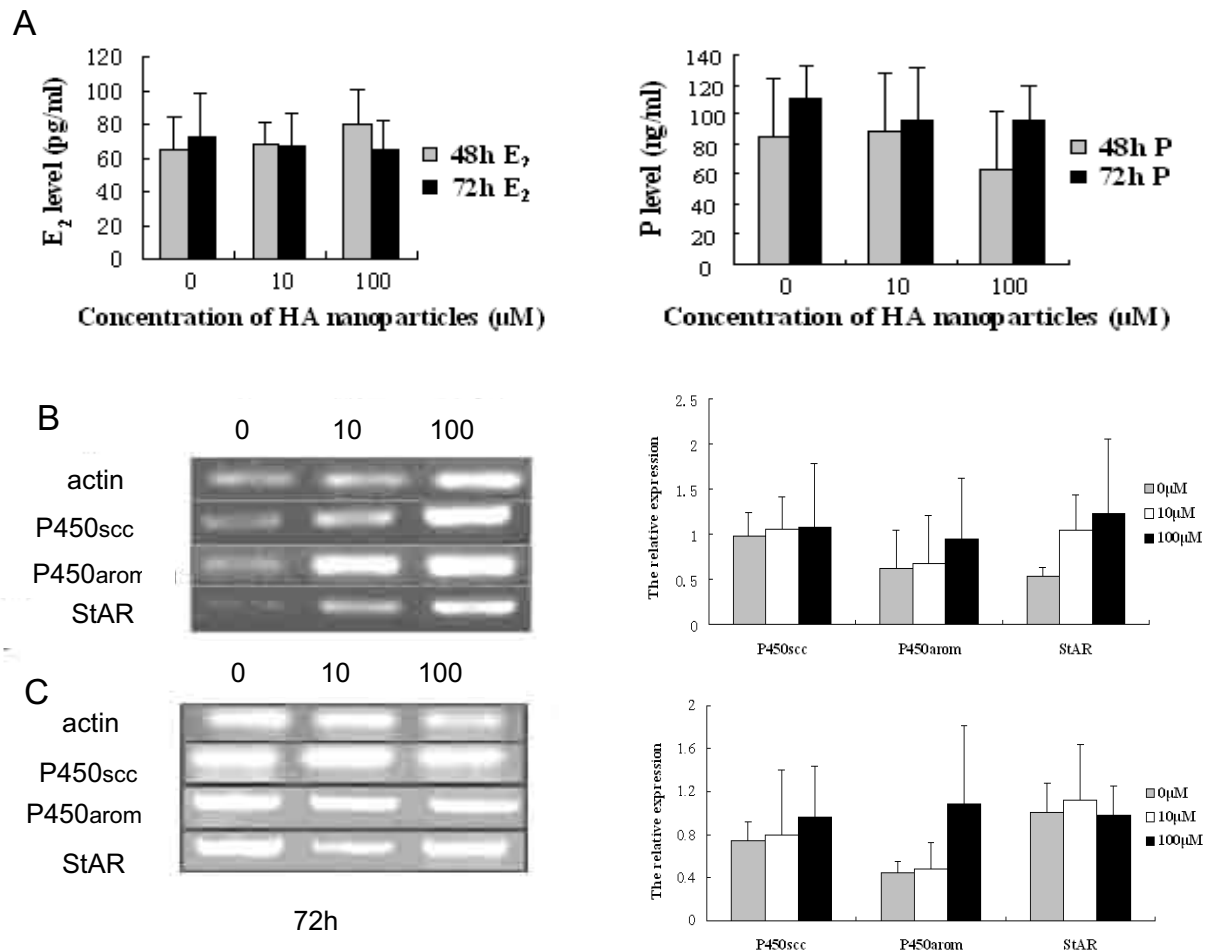 A
120
100
80
60
40
20
0
E₂ level (pg/ml)
48h E₂
72h E₂
0 10 100
Concentration of HA nanoparticles (uM)
140
120
100
80
60
40
20
0
P level (ng/ml)
48h P
72h P
0 10 100
Concentration of HA nanoparticles (uM)
B
0 10 100
actin
P450scc
P450arom
StAR
2.5
2
1.5
1
0.5
0
The relative expression
0μM
10μM
100μM
P450scc P450arom StAR
C
0 10 100
actin
P450scc
P450arom
StAR
72h
2
1.6
1.2
0.8
0.4
0
The relative expression
0μM
10μM
100μM
P450scc P450arom StAR